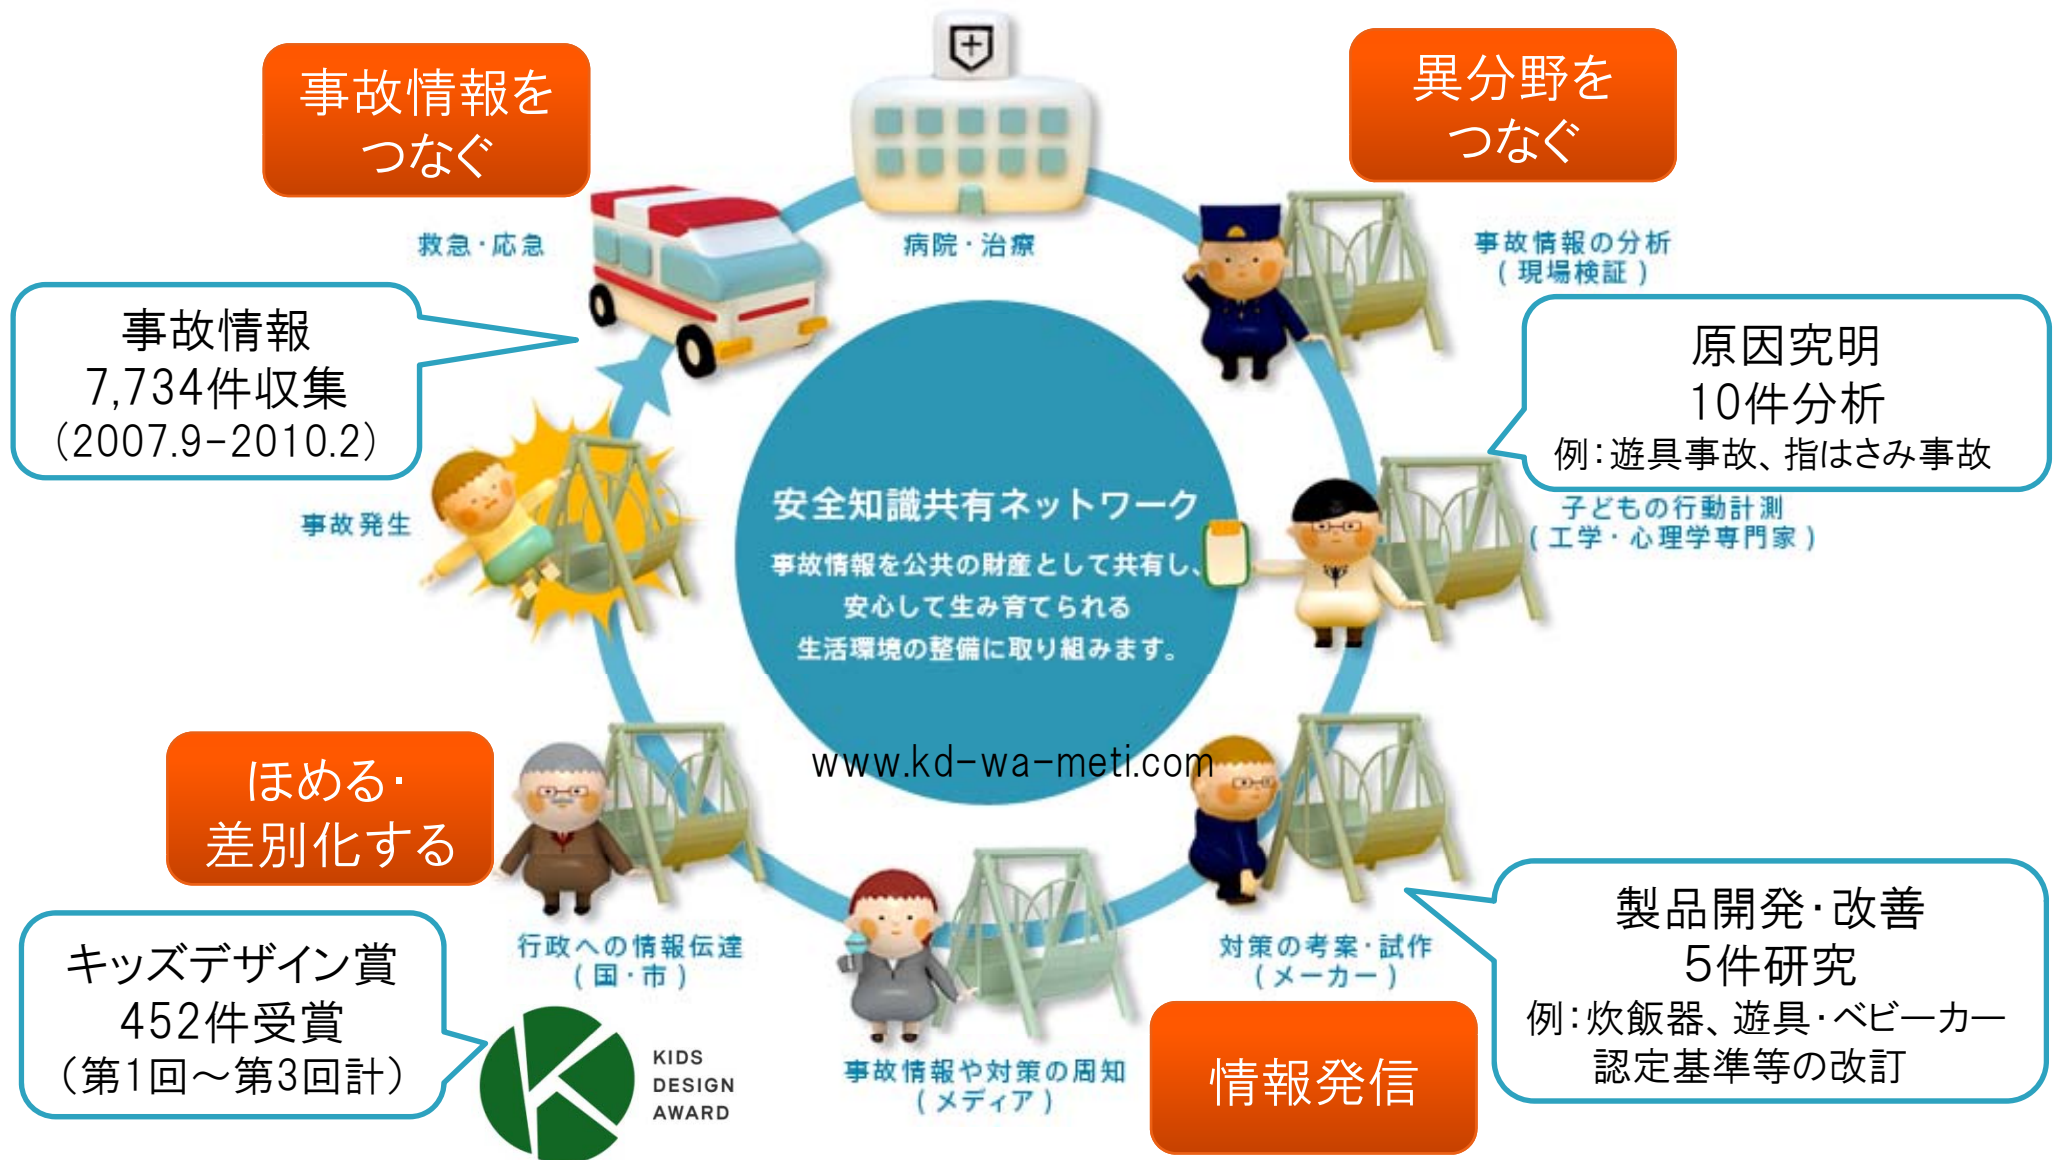 事故情報を
つなぐ
異分野を
つなぐ
救急・応急
病院・治療
事故情報の分析
(現場検証)
事故情報
7,734件収集
(2007.9-2010.2)
原因究明
10件分析
例:遊具事故、指はさみ事故
事故発生
子どもの行動計測
(工学・心理学専門家)
安全知識共有ネットワーク
事故情報を公共の財産として共有し、
安心して生み育てられる
生活環境の整備に取り組みます。
www.kd-wa-meti.com
ほめる・
差別化する
キッズデザイン賞
452件受賞
(第1回～第3回計)
行政への情報伝達
(国・市)
KIDS
DESIGN
AWARD
事故情報や対策の周知
(メディア)
対策の考案・試作
(メーカー)
情報発信
製品開発・改善
5件研究
例:炊飯器、遊具・ベビーカー
認定基準等の改訂